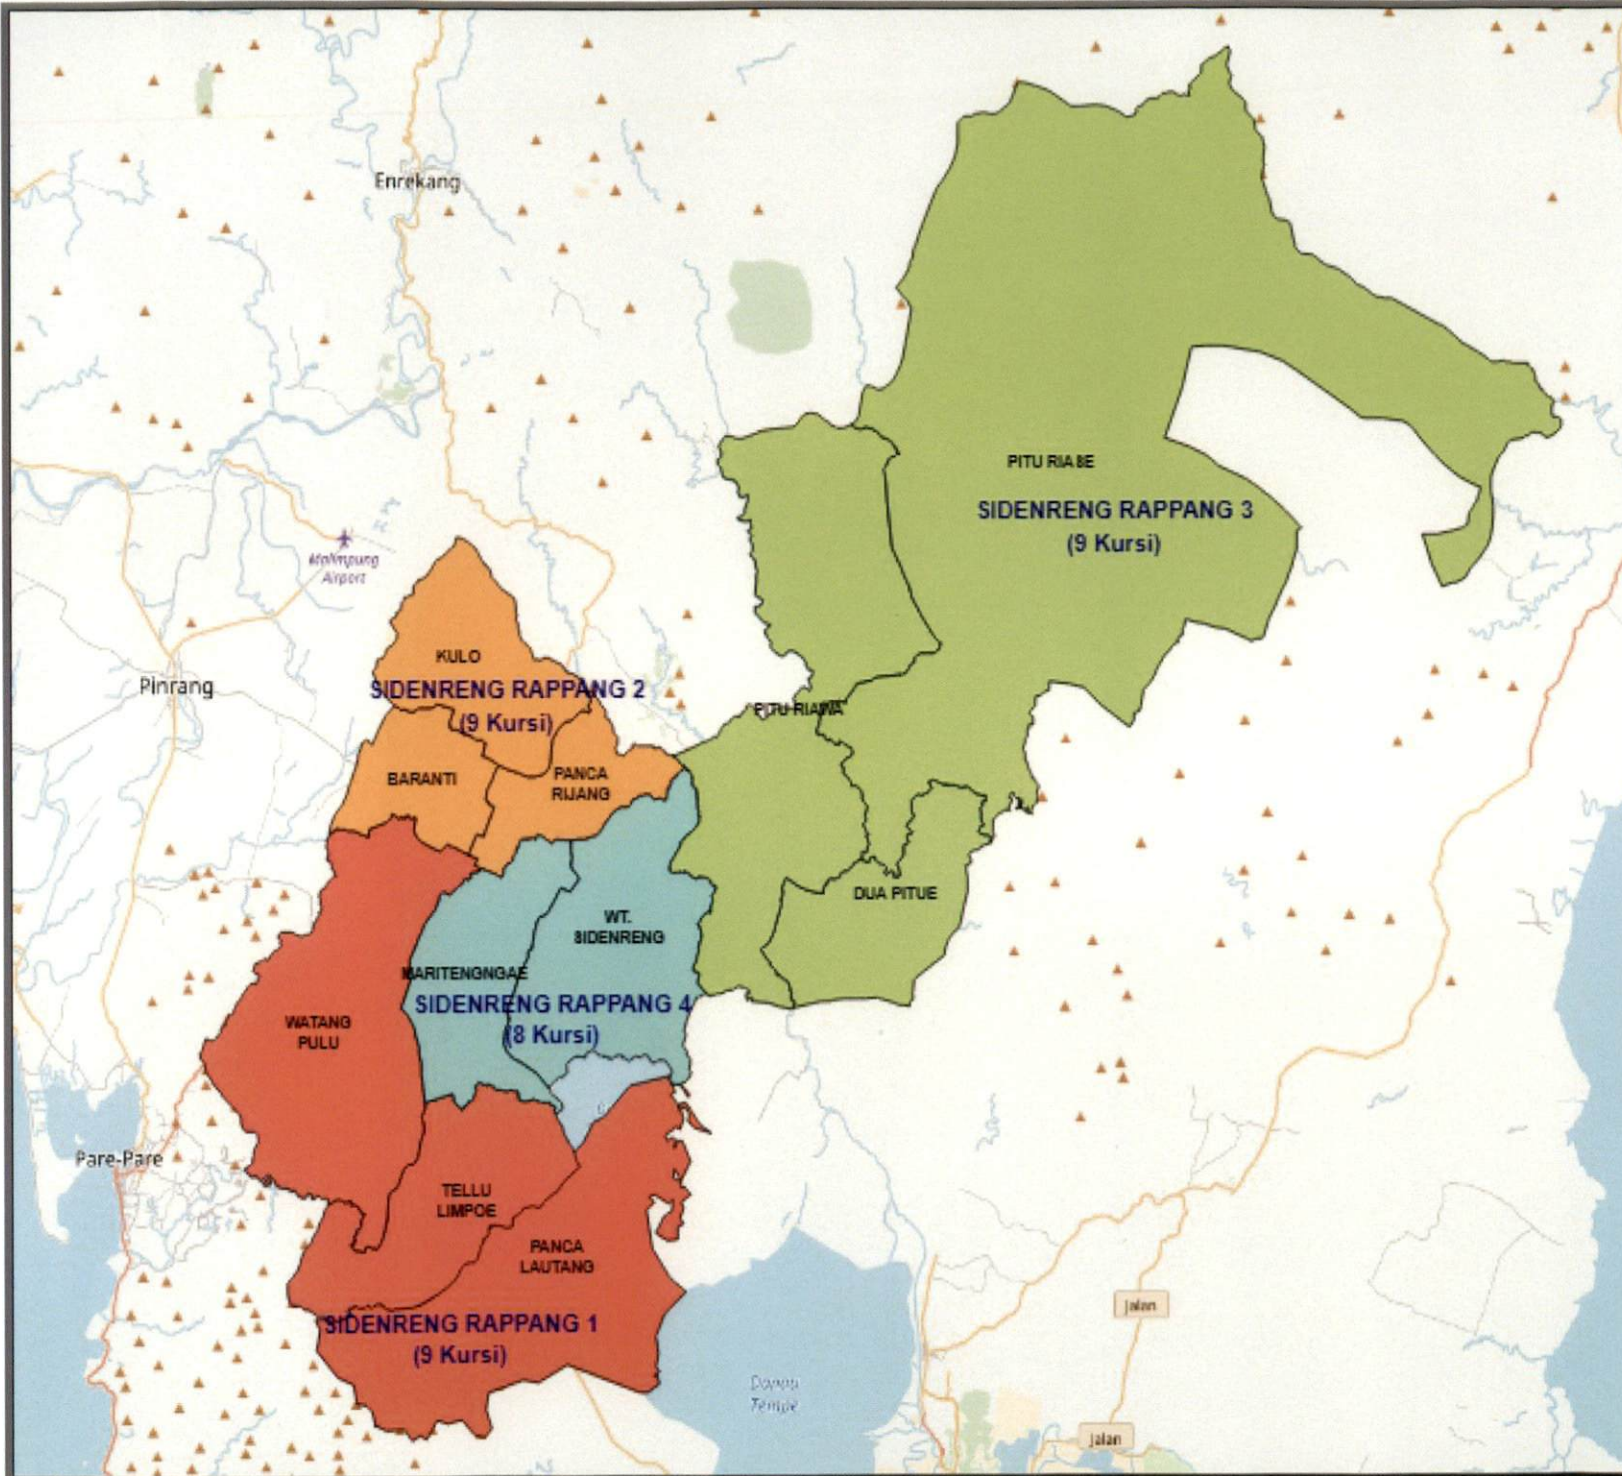 Enrekang
Malimpung
Airport
Pinrang
PITU RIASE
SIDENRENG RAPPANG 3
(9 Kursi)
KULO
SIDENRENG RAPPANG 2
(9 Kursi)
PITU RIAWA
BARANTI
PANCA
RIJANG
DUA PITUE
WT.
SIDENRENG
MARITENGNGAE
SIDENRENG RAPPANG 4
(8 Kursi)
WATANG
PULU
Pare-Pare
TELLU
LIMPOE
PANCA
LAUTANG
SIDENRENG RAPPANG 1
(9 Kursi)
Jalan
Danau
Tempe
Jalan